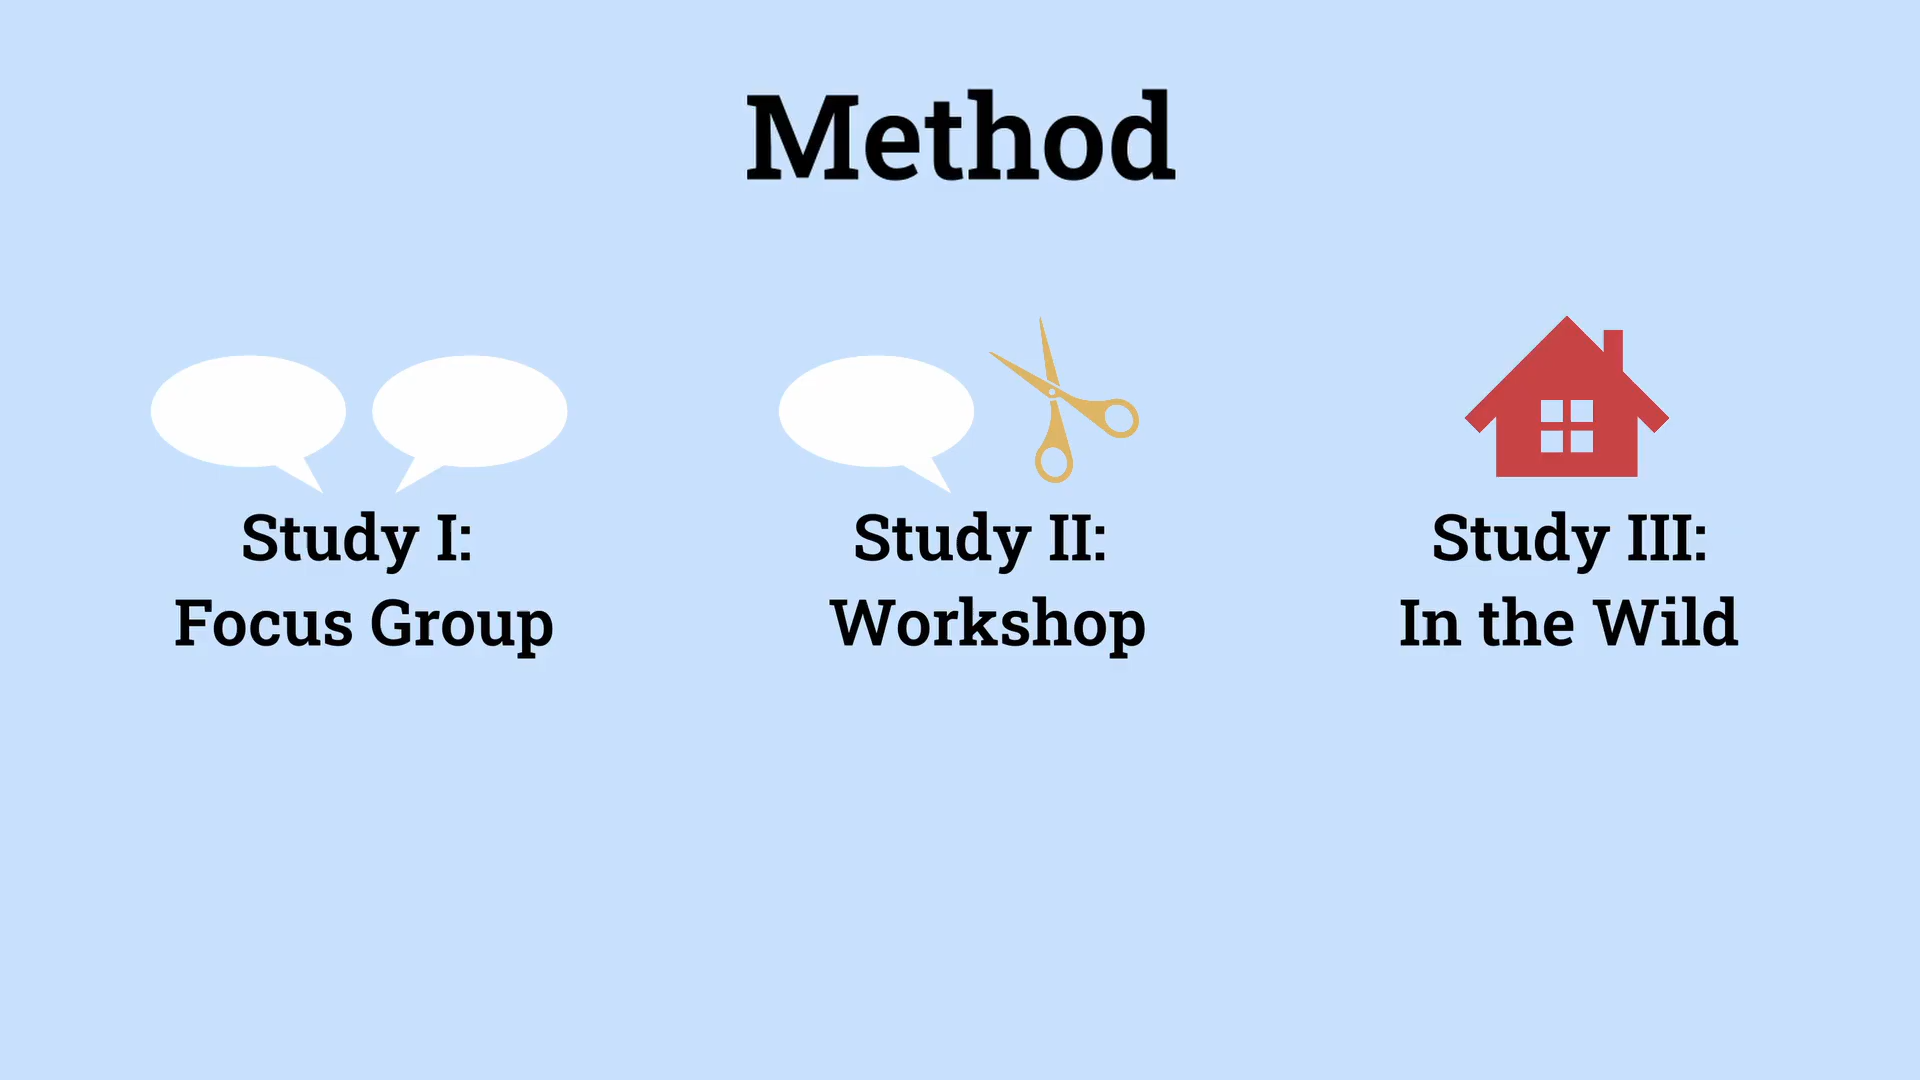 Method
Study I:
Focus Group
Study II:
Workshop
Study III:
In the Wild